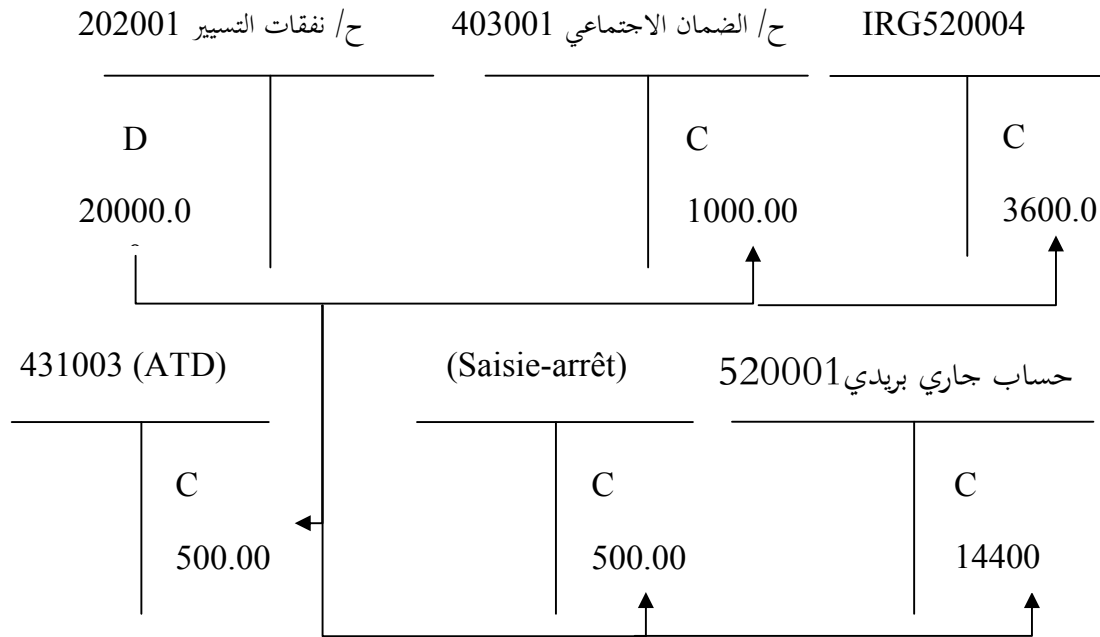 ح/ نفقات التسيير 202001 ح/ الضمان الاجتماعي 403001 IRG520004
D C C
20000.0 1000.00 3600.0
431003 (ATD) (Saisie-arrêt) حساب جاري بريدي520001
C C C
500.00 500.00 14400